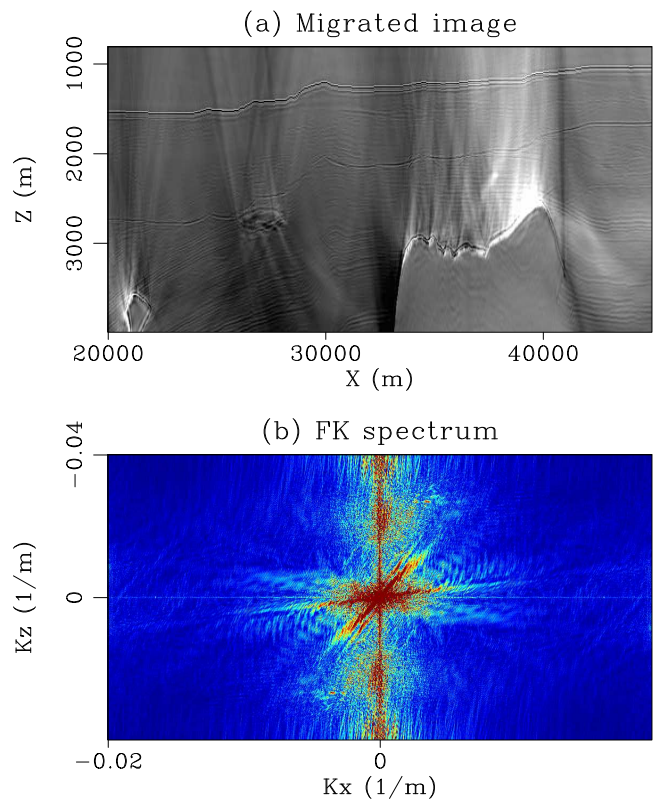 (a) Migrated image
1000
2000
3000
Z (m)
20000 30000 40000
X (m)
(b) FK spectrum
−0.04
0
Kz (1/m)
−0.02 0
Kx (1/m)